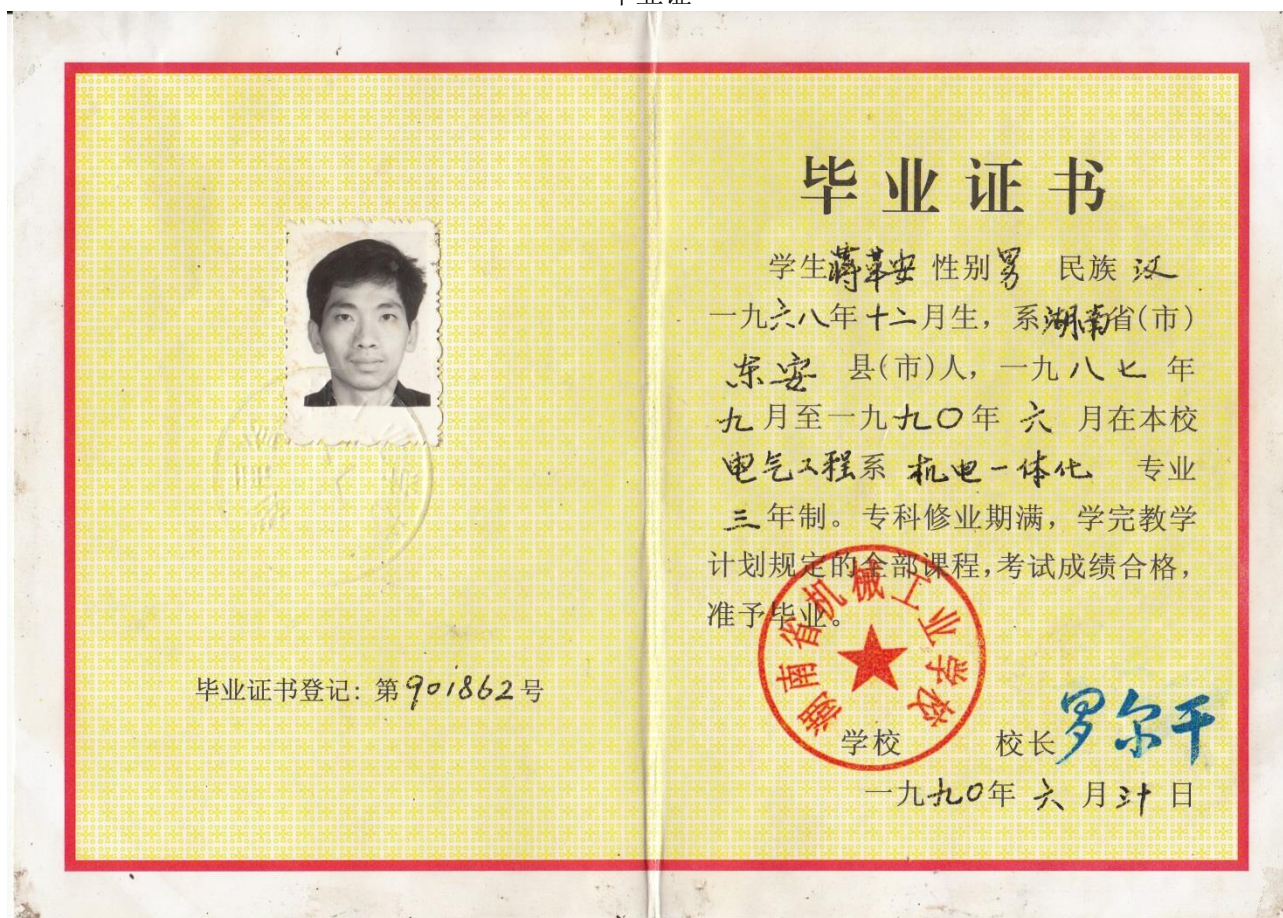 毕业证
毕业证书
学生蒋革安 性别 男 民族 汉
一九六八年十二月生，系湖南省(市)
东安 县(市)人，一九八七年
九月至一九九〇年 六 月在本校
电气工程系 机电一体化 专业
三年制。专科修业期满，学完教学
计划规定的全部课程，考试成绩合格，
准予毕业。
湖南省机械工业学校
学校 校长罗尔干
一九九0年 六 月三十日
毕业证书登记：第901862号